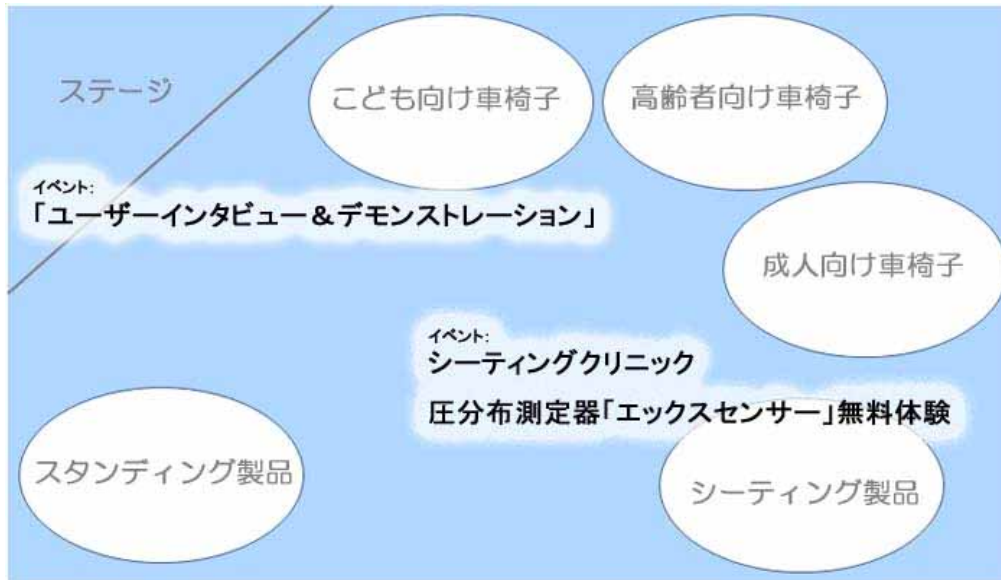 ステージ
こども向け車椅子
高齢者向け車椅子
イベント:
「ユーザーインタビュー＆デモンストレーション」
成人向け車椅子
イベント:
シーティングクリニック
圧分布測定器「エックスセンサー」無料体験
スタンディング製品
シーティング製品